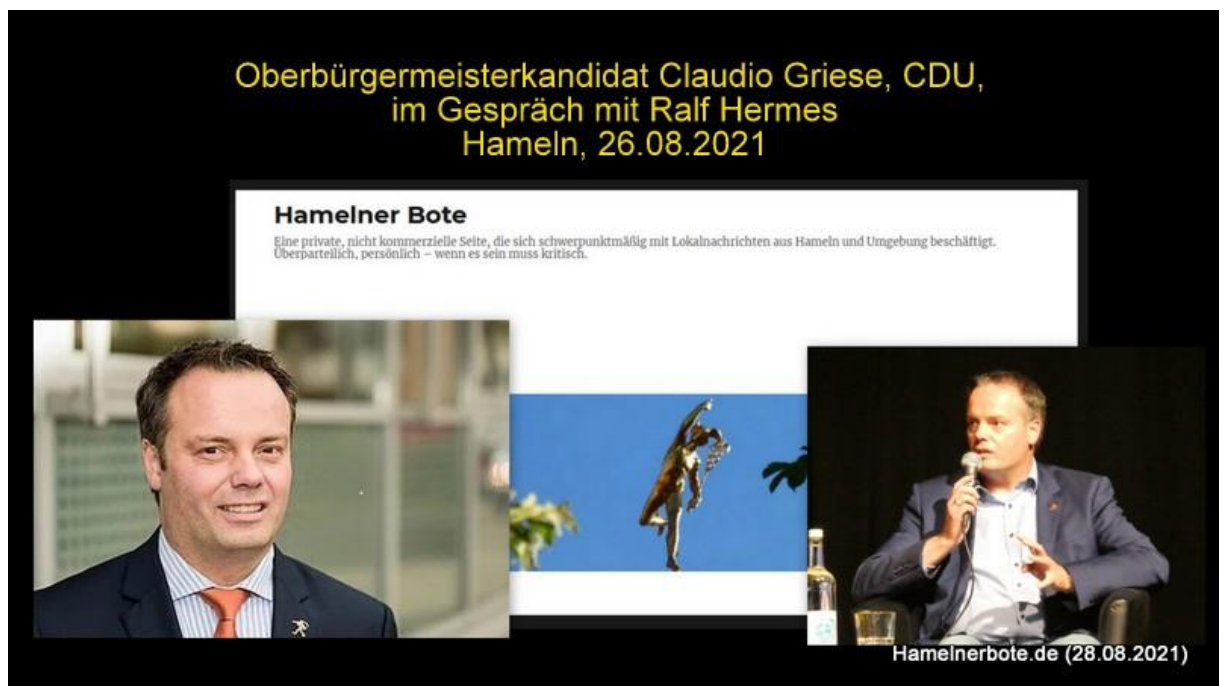 Oberbürgermeisterkandidat Claudio Griese, CDU,
im Gespräch mit Ralf Hermes
Hameln, 26.08.2021
Hamelner Bote
Eine private, nicht kommerzielle Seite, die sich schwerpunktmäßig mit Lokalnachrichten aus Hameln und Umgebung beschäftigt.
Überparteilich, persönlich – wenn es sein muss kritisch.
Hamelnerbote.de (28.08.2021)